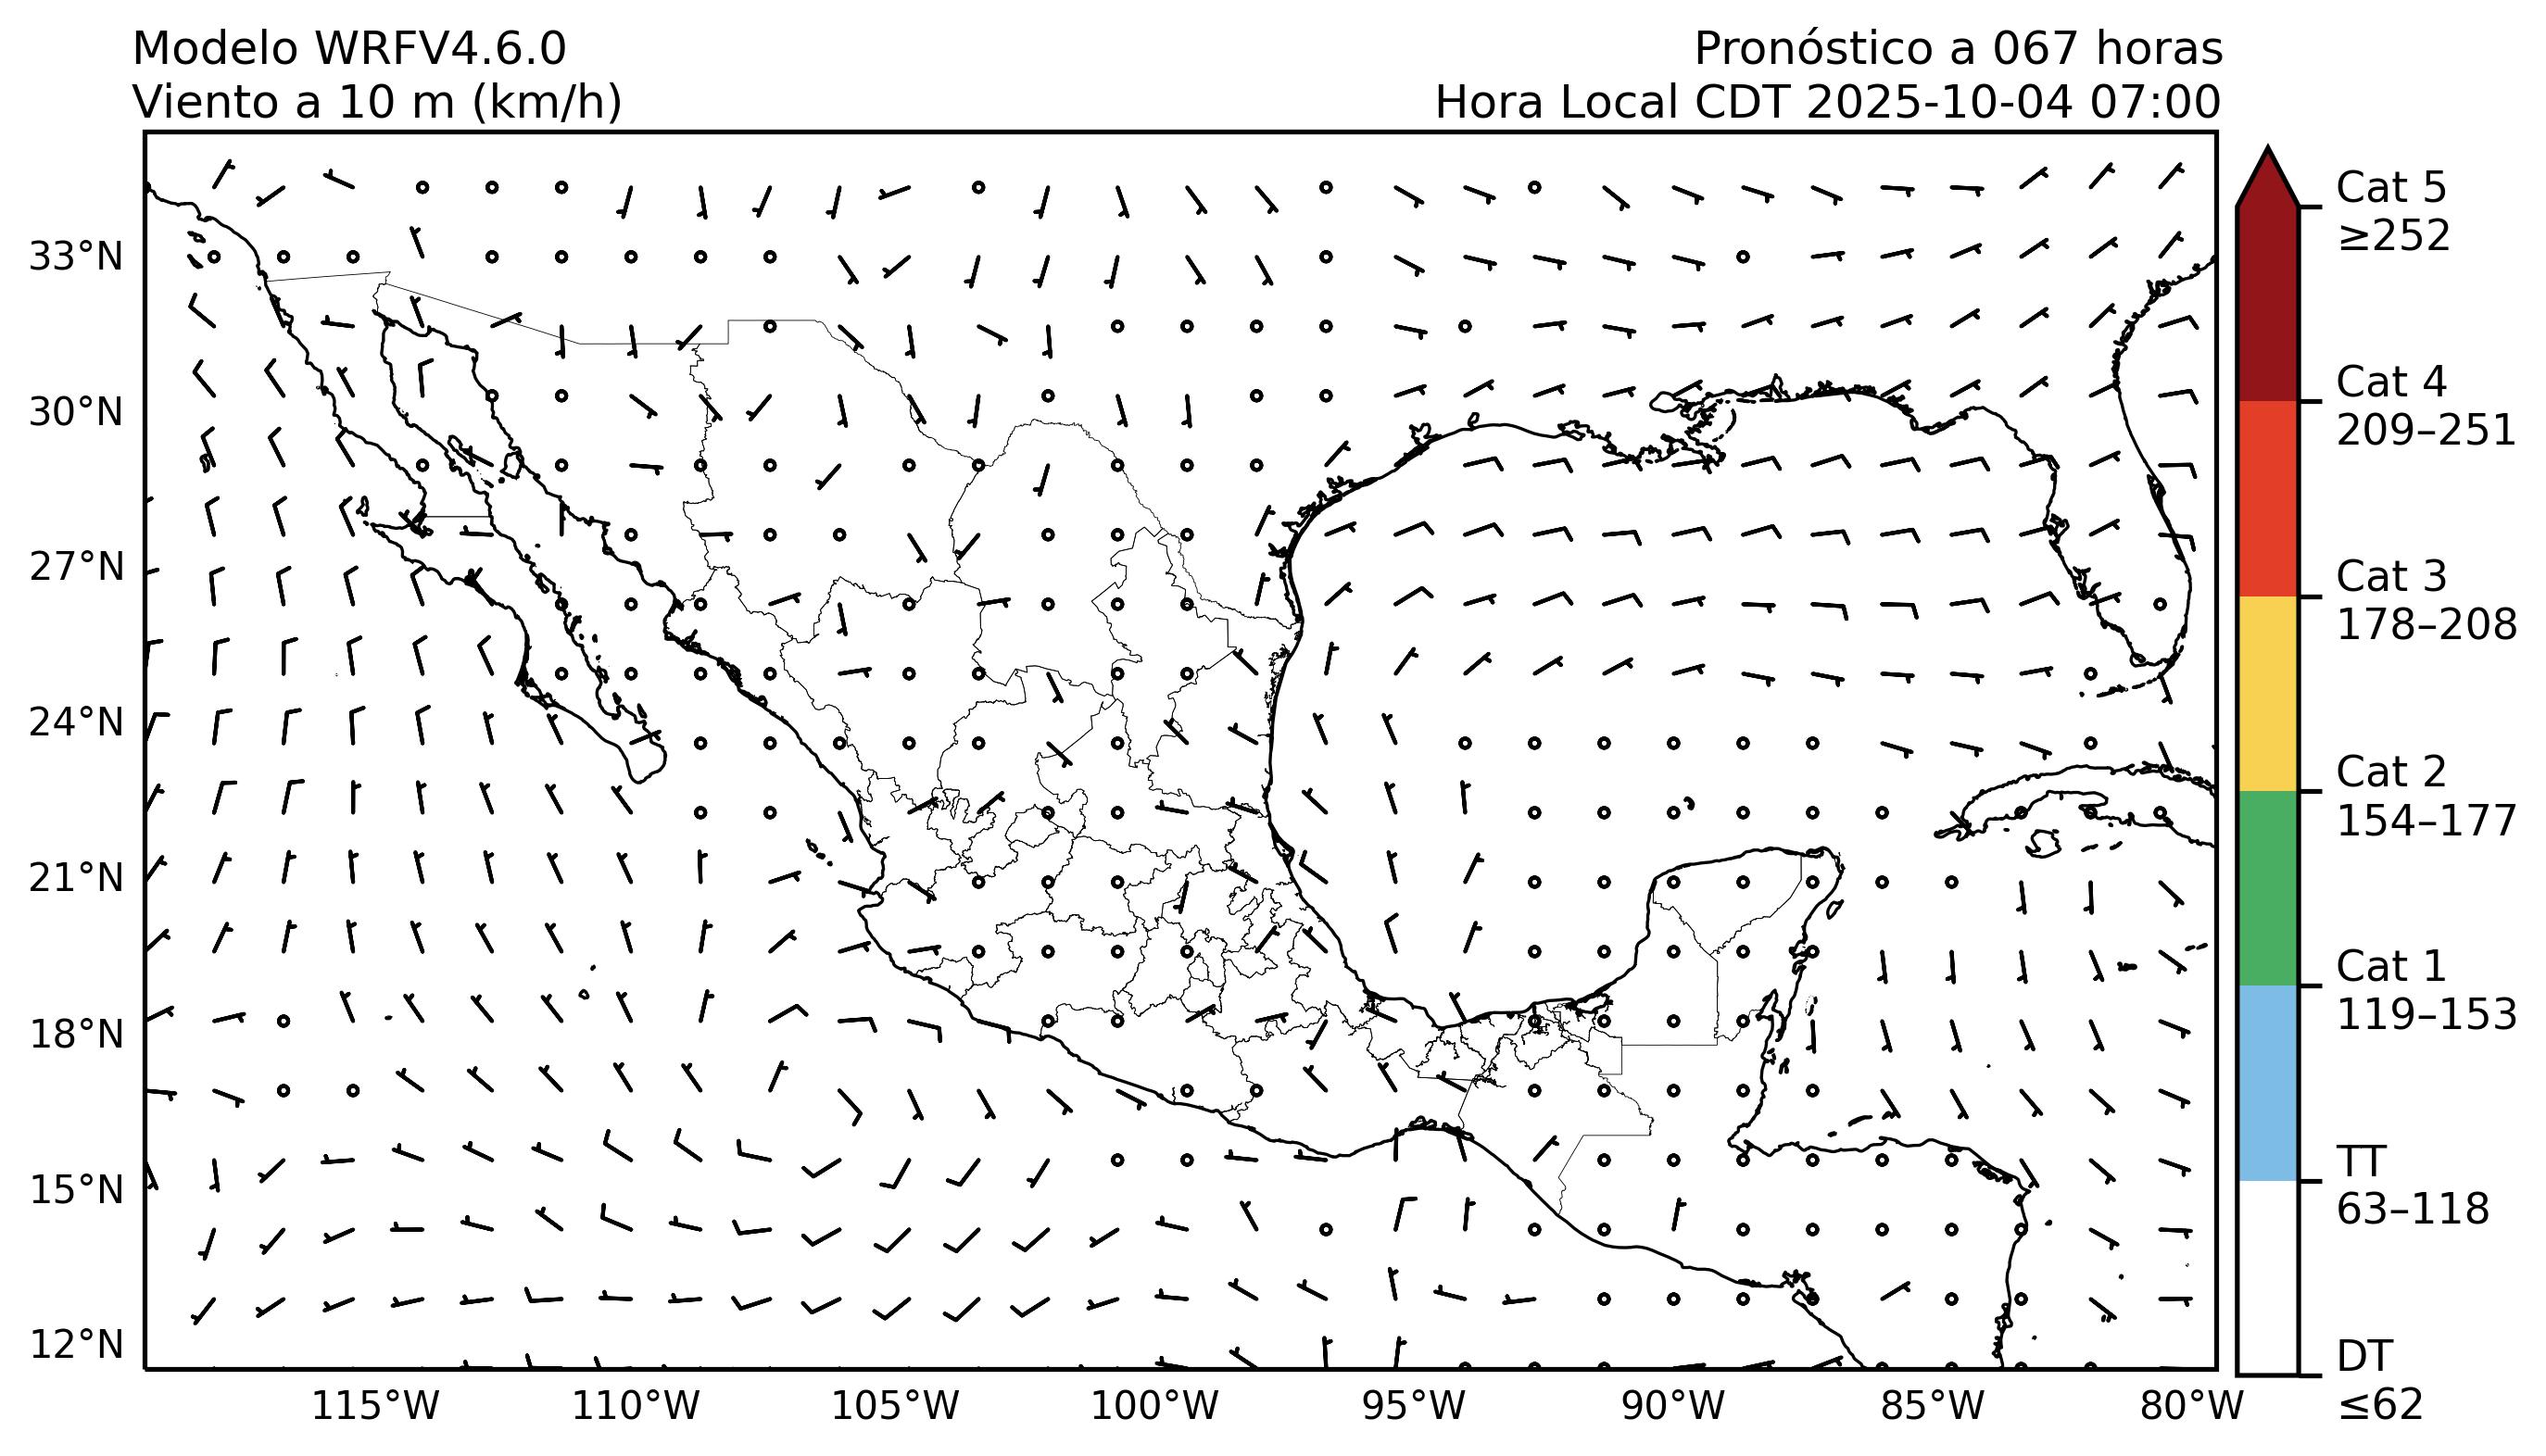 Modelo WRFV4.6.0
Viento a 10 m (km/h)
Pronóstico a 067 horas
Hora Local CDT 2025-10-04 07:00
33°N
30°N
27°N
24°N
21°N
18°N
15°N
12°N
115°W
110°W
105°W
100°W
95°W
90°W
85°W
80°W
Cat 5
≥252
Cat 4
209–251
Cat 3
178–208
Cat 2
154–177
Cat 1
119–153
TT
63–118
DT
≤62